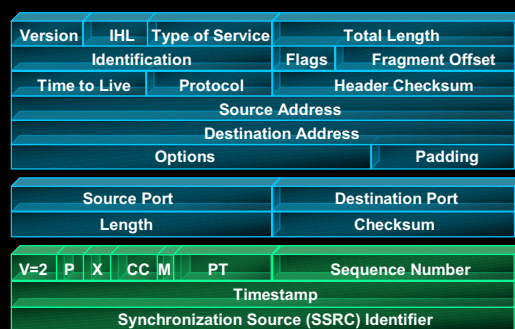 Version IHL Type of Service Total Length
Identification Flags Fragment Offset
Time to Live Protocol Header Checksum
Source Address
Destination Address
Options Padding
Source Port Destination Port
Length Checksum
V=2 P X CC M PT Sequence Number
Timestamp
Synchronization Source (SSRC) Identifier